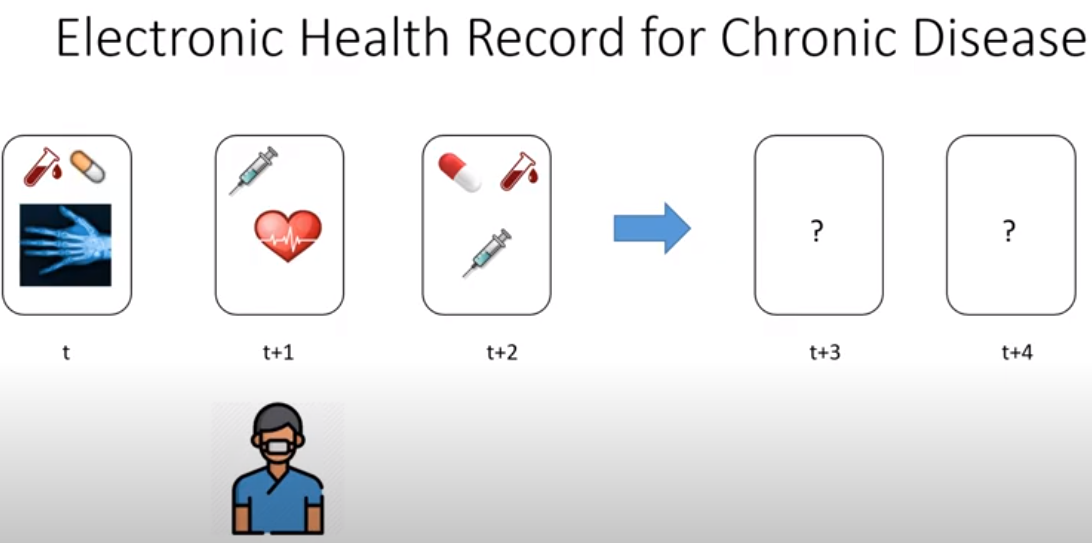 Electronic Health Record for Chronic Disease
? ?
t t+1 t+2 t+3 t+4